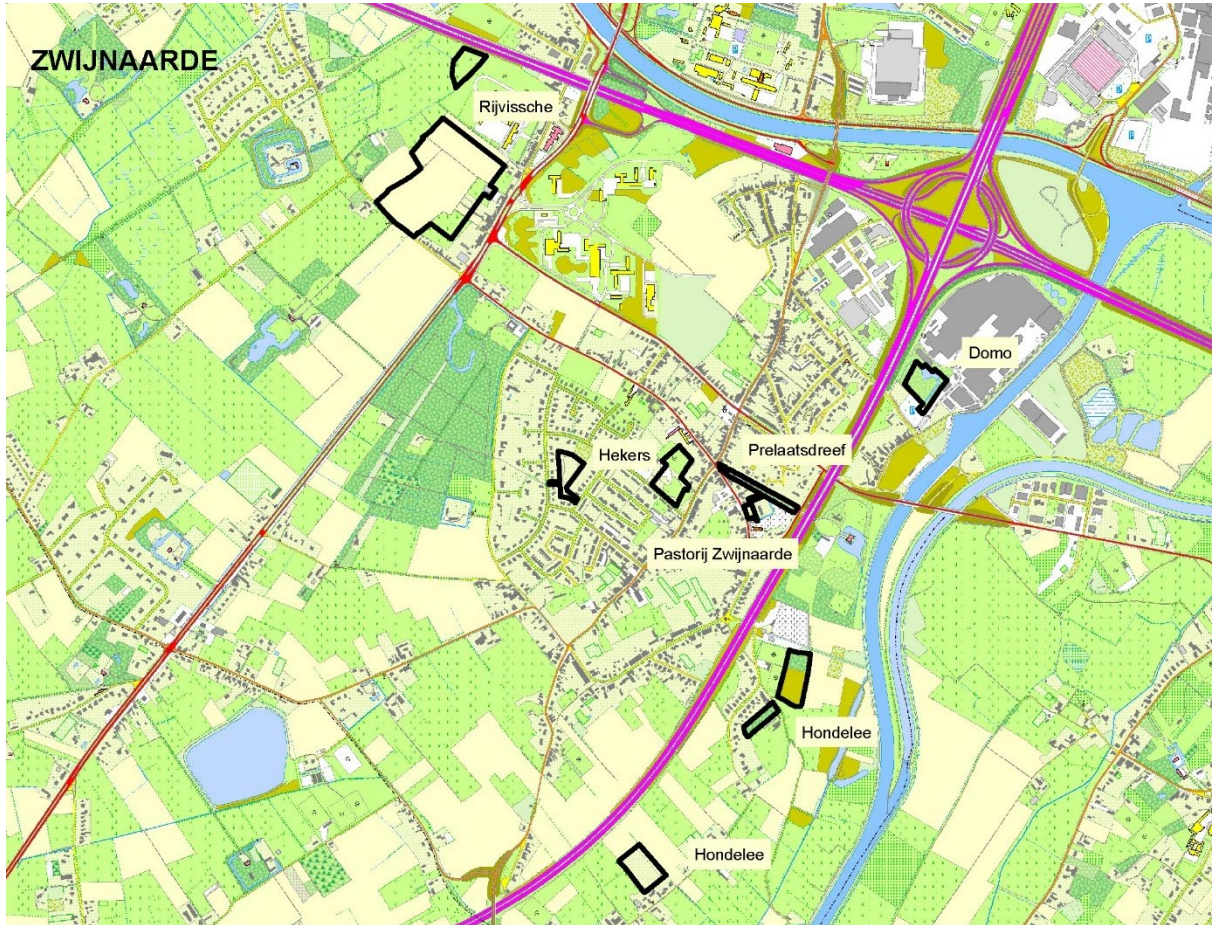 ZWIJNAARDE
Rijvissche
Domo
Hekers
Prelaatsdreef
Pastorij Zwijnaarde
Hondelee
Hondelee